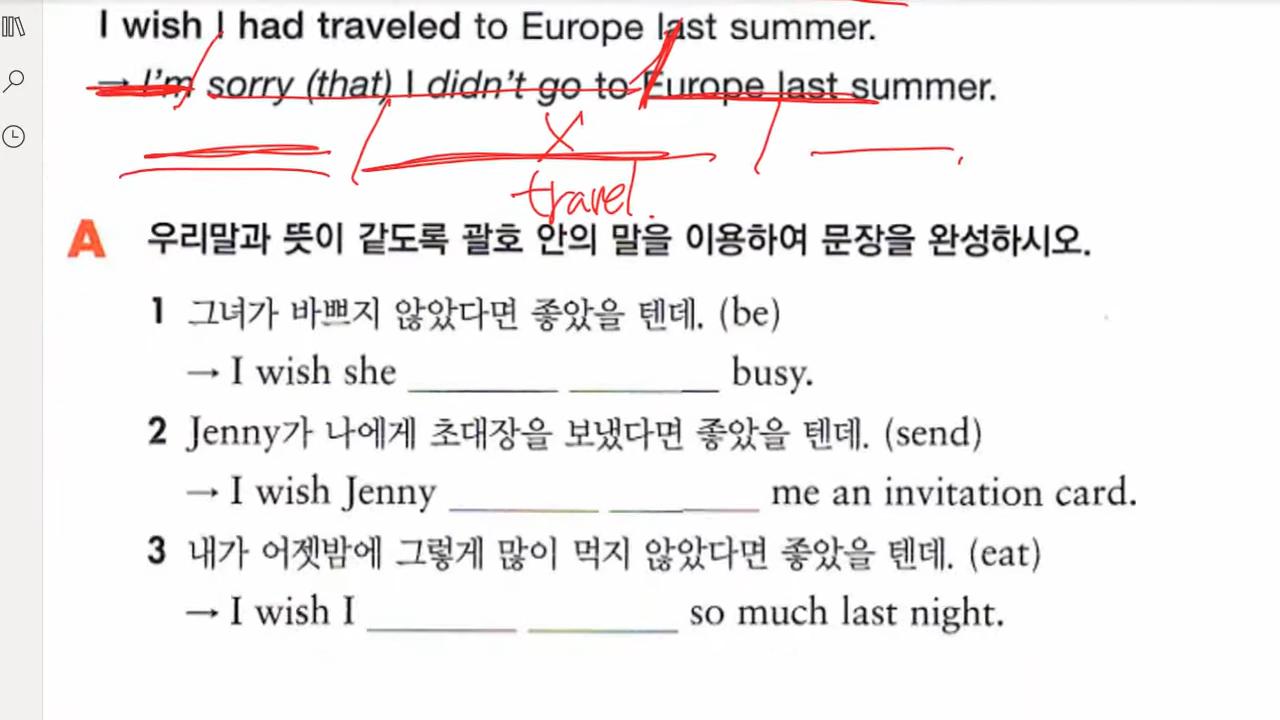 I wish I had traveled to Europe last summer.
→ I'm sorry (that) I didn't go to Europe last summer.
travel.
A 우리말과 뜻이 같도록 괄호 안의 말을 이용하여 문장을 완성하시오.
1 그녀가 바쁘지 않았다면 좋았을 텐데. (be)
→ I wish she ______ ______ busy.
2 Jenny가 나에게 초대장을 보냈다면 좋았을 텐데. (send)
→ I wish Jenny ______ ______ me an invitation card.
3 내가 어젯밤에 그렇게 많이 먹지 않았다면 좋았을 텐데. (eat)
→ I wish I ______ ______ so much last night.